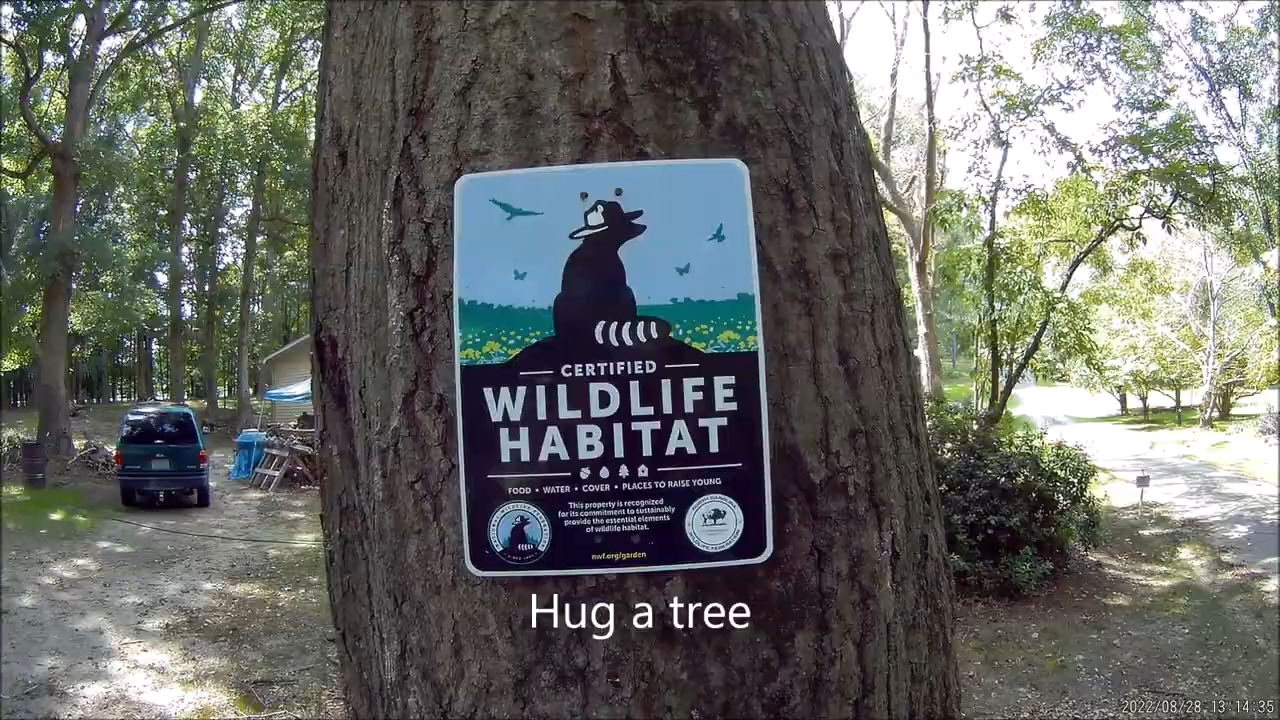 CERTIFIED
WILDLIFE
HABITAT
FOOD • WATER • COVER • PLACES TO RAISE YOUNG
This property is recognized
for its commitment to sustainably
provide the essential elements
of wildlife habitat.
nwf.org/garden
Hug a tree
2022/08/28 13:14:35